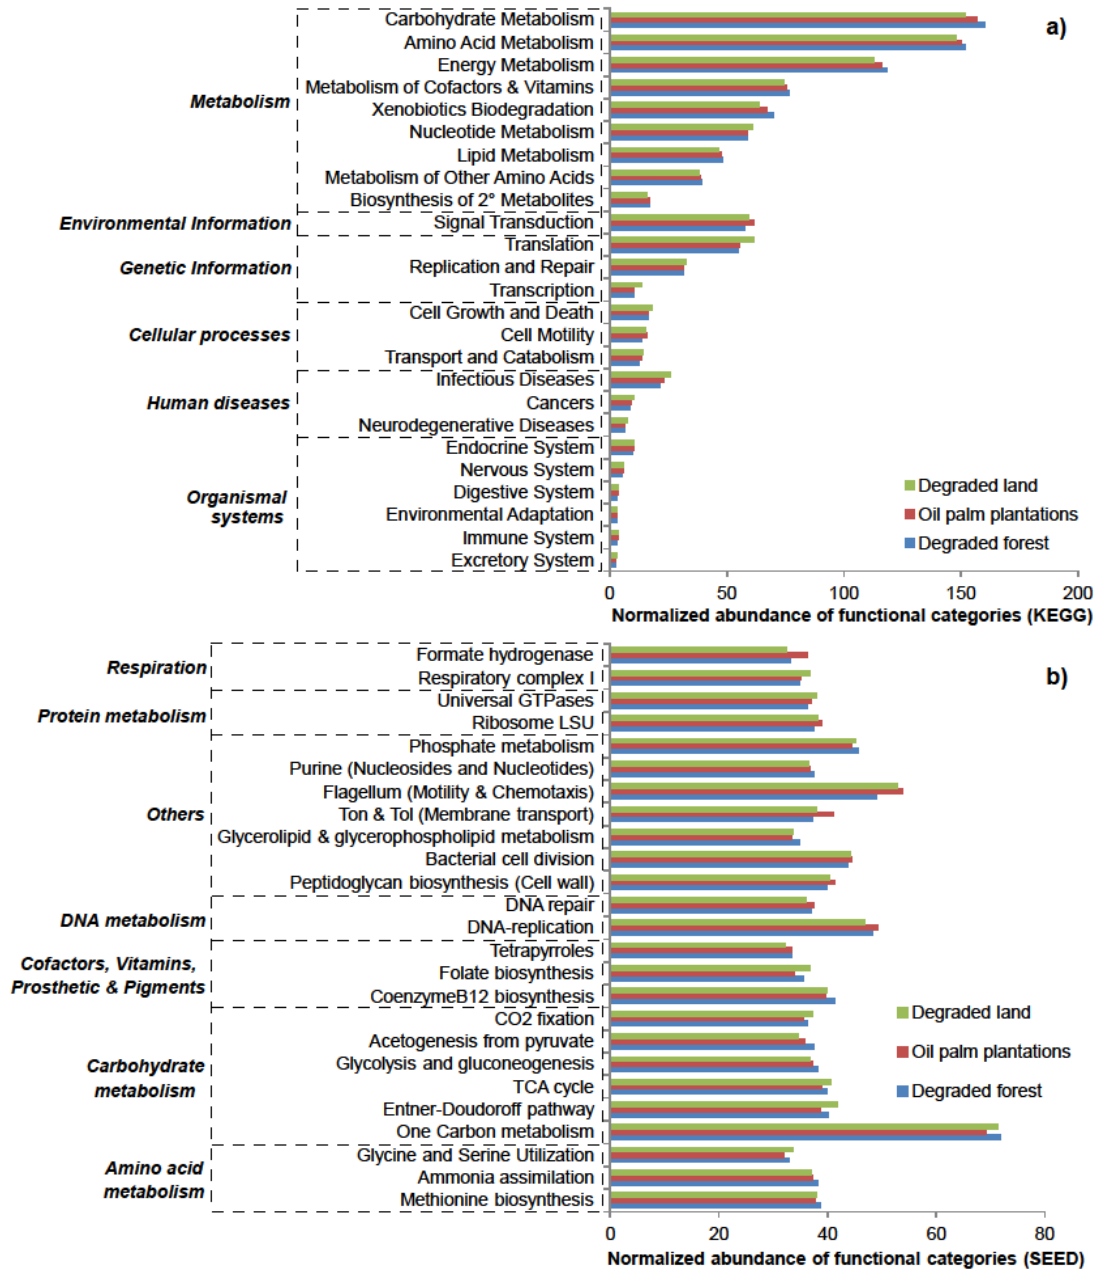 a)
Carbohydrate Metabolism
Amino Acid Metabolism
Energy Metabolism
Metabolism of Cofactors & Vitamins
Metabolism
Xenobiotics Biodegradation
Nucleotide Metabolism
Lipid Metabolism
Metabolism of Other Amino Acids
Biosynthesis of 2° Metabolites
Environmental Information
Signal Transduction
Translation
Genetic Information
Replication and Repair
Transcription
Cell Growth and Death
Cellular processes
Cell Motility
Transport and Catabolism
Infectious Diseases
Human diseases
Cancers
Neurodegenerative Diseases
Endocrine System
Nervous System
Organismal
systems
Digestive System
Environmental Adaptation
Immune System
Excretory System
Degraded land
Oil palm plantations
Degraded forest
0 50 100 150 200
Normalized abundance of functional categories (KEGG)
b)
Respiration
Formate hydrogenase
Respiratory complex I
Protein metabolism
Universal GTPases
Ribosome LSU
Phosphate metabolism
Purine (Nucleosides and Nucleotides)
Flagellum (Motility & Chemotaxis)
Others
Ton & Tol (Membrane transport)
Glycerolipid & glycerophospholipid metabolism
Bacterial cell division
Peptidoglycan biosynthesis (Cell wall)
DNA metabolism
DNA repair
DNA-replication
Cofactors, Vitamins,
Prosthetic & Pigments
Tetrapyrroles
Folate biosynthesis
CoenzymeB12 biosynthesis
CO2 fixation
Acetogenesis from pyruvate
Carbohydrate
metabolism
Glycolysis and gluconeogenesis
TCA cycle
Entner-Doudoroff pathway
One Carbon metabolism
Amino acid
metabolism
Glycine and Serine Utilization
Ammonia assimilation
Methionine biosynthesis
Degraded land
Oil palm plantations
Degraded forest
0 20 40 60 80
Normalized abundance of functional categories (SEED)